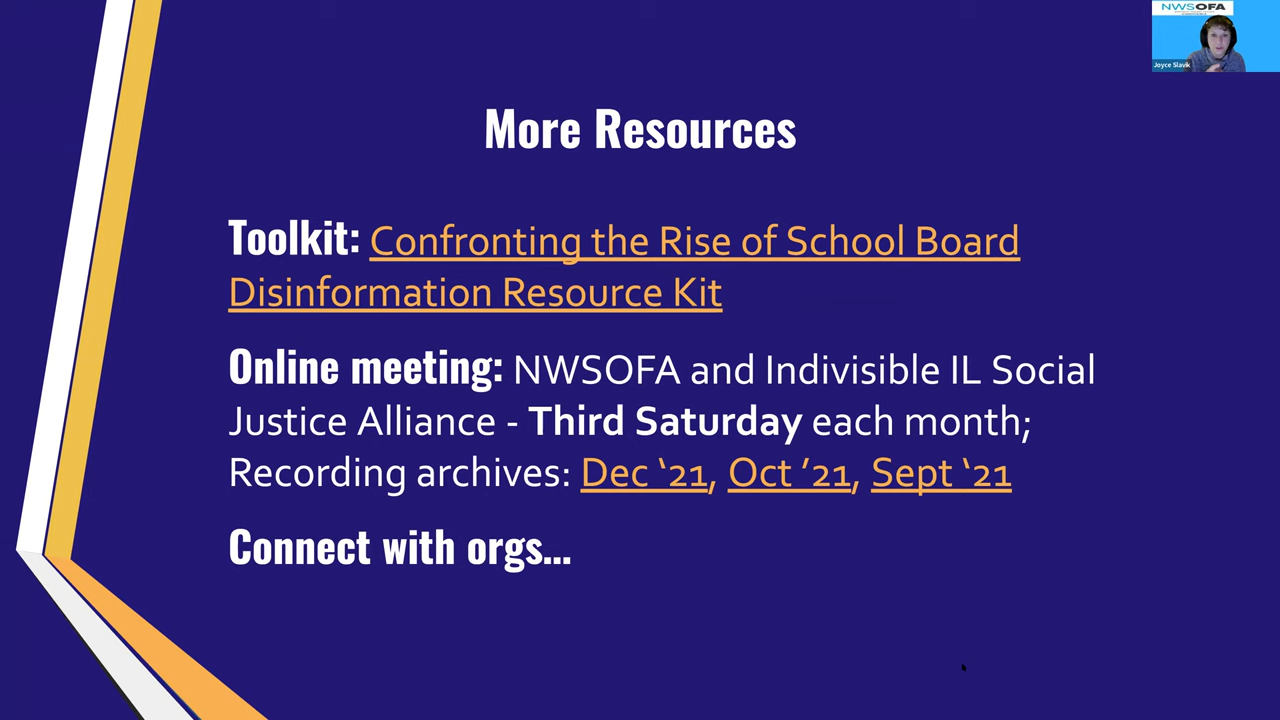 NWSOFA
Joyce Slavik
More Resources
Toolkit: Confronting the Rise of School Board
Disinformation Resource Kit
Online meeting: NWSOFA and Indivisible IL Social
Justice Alliance - Third Saturday each month;
Recording archives: Dec ‘21, Oct ’21, Sept ‘21
Connect with orgs...